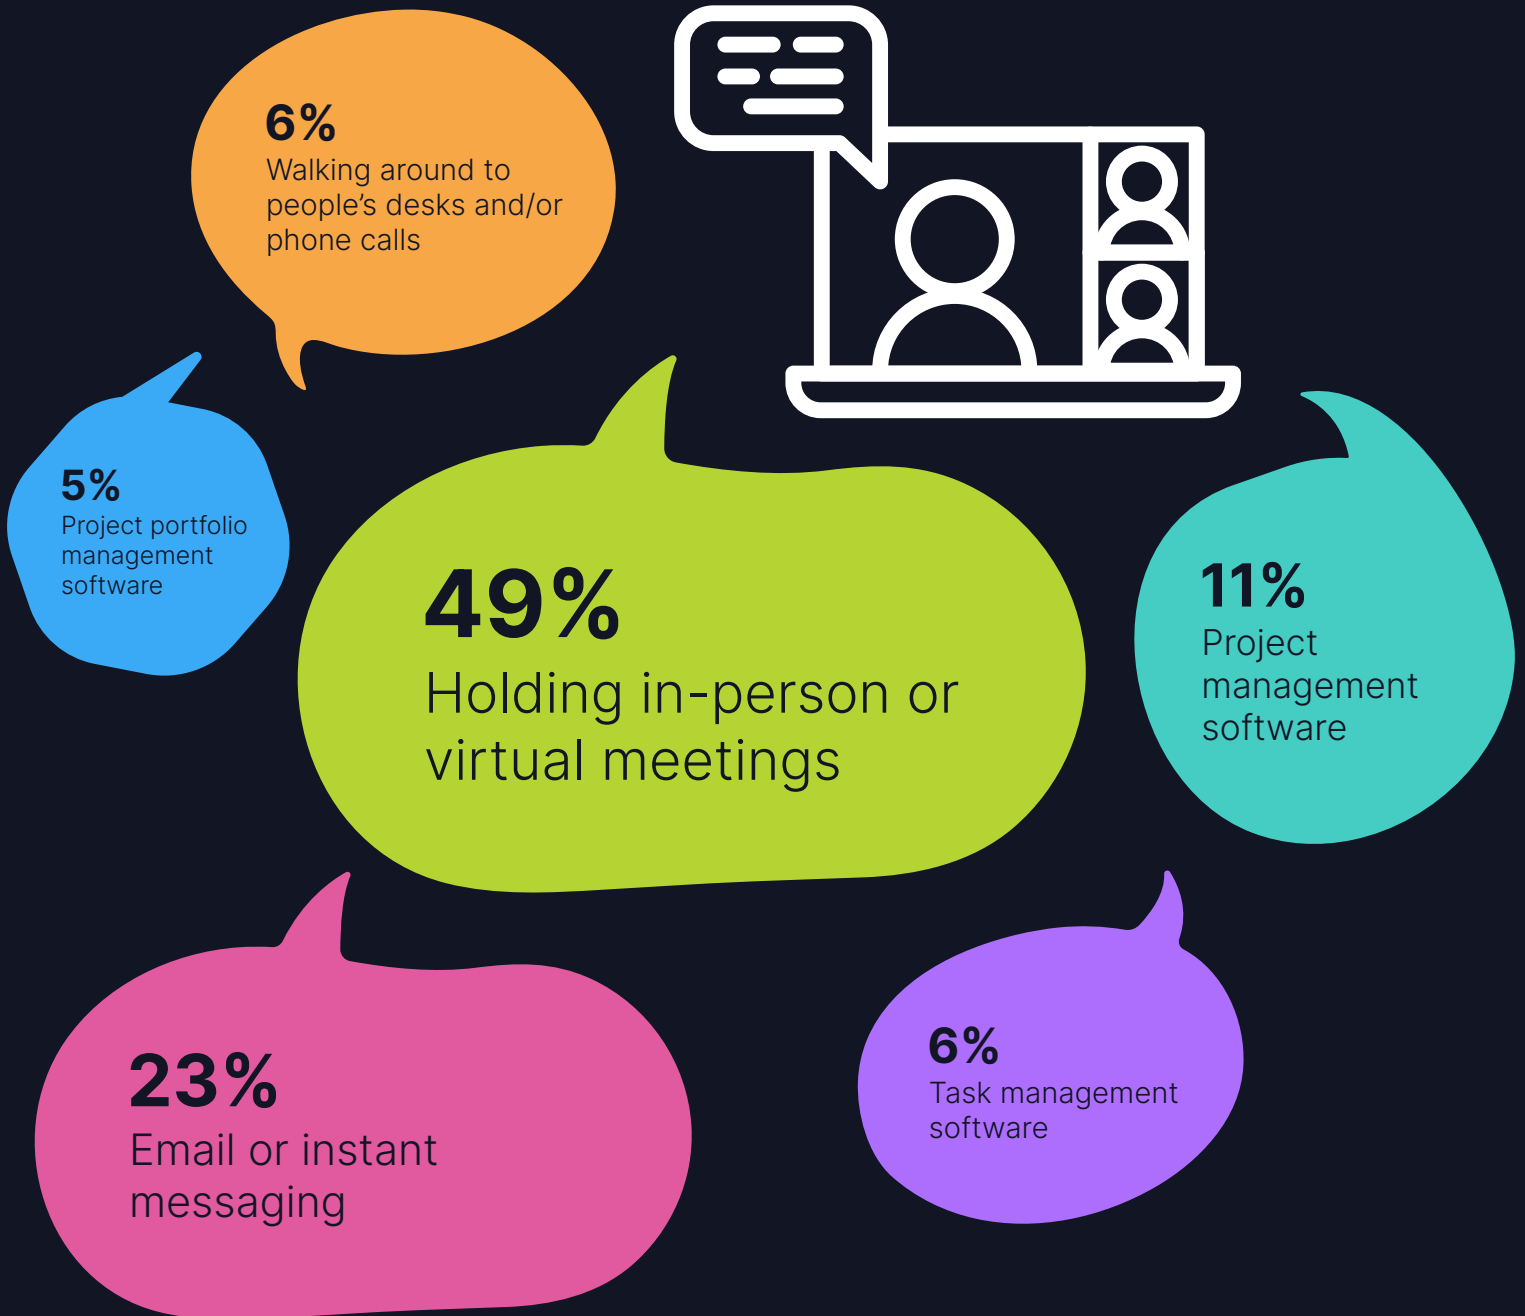 6%
Walking around to
people’s desks and/or
phone calls
5%
Project portfolio
management
software
49%
Holding in-person or
virtual meetings
11%
Project
management
software
23%
Email or instant
messaging
6%
Task management
software